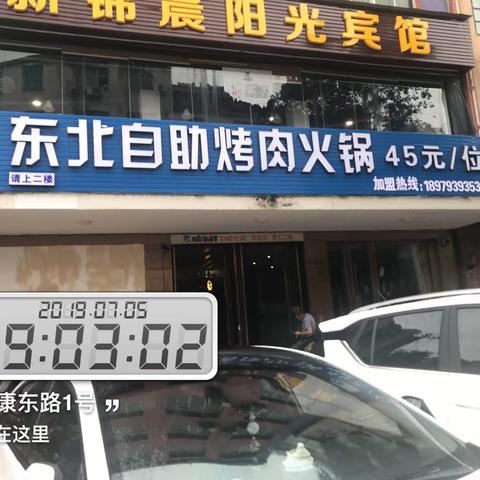 新锦晨阳光宾馆
东北自助烤肉火锅 45元/位
请上二楼
加盟热线:1897939353
2019.07.05
9:03:02
康东路1号 ”
在这里